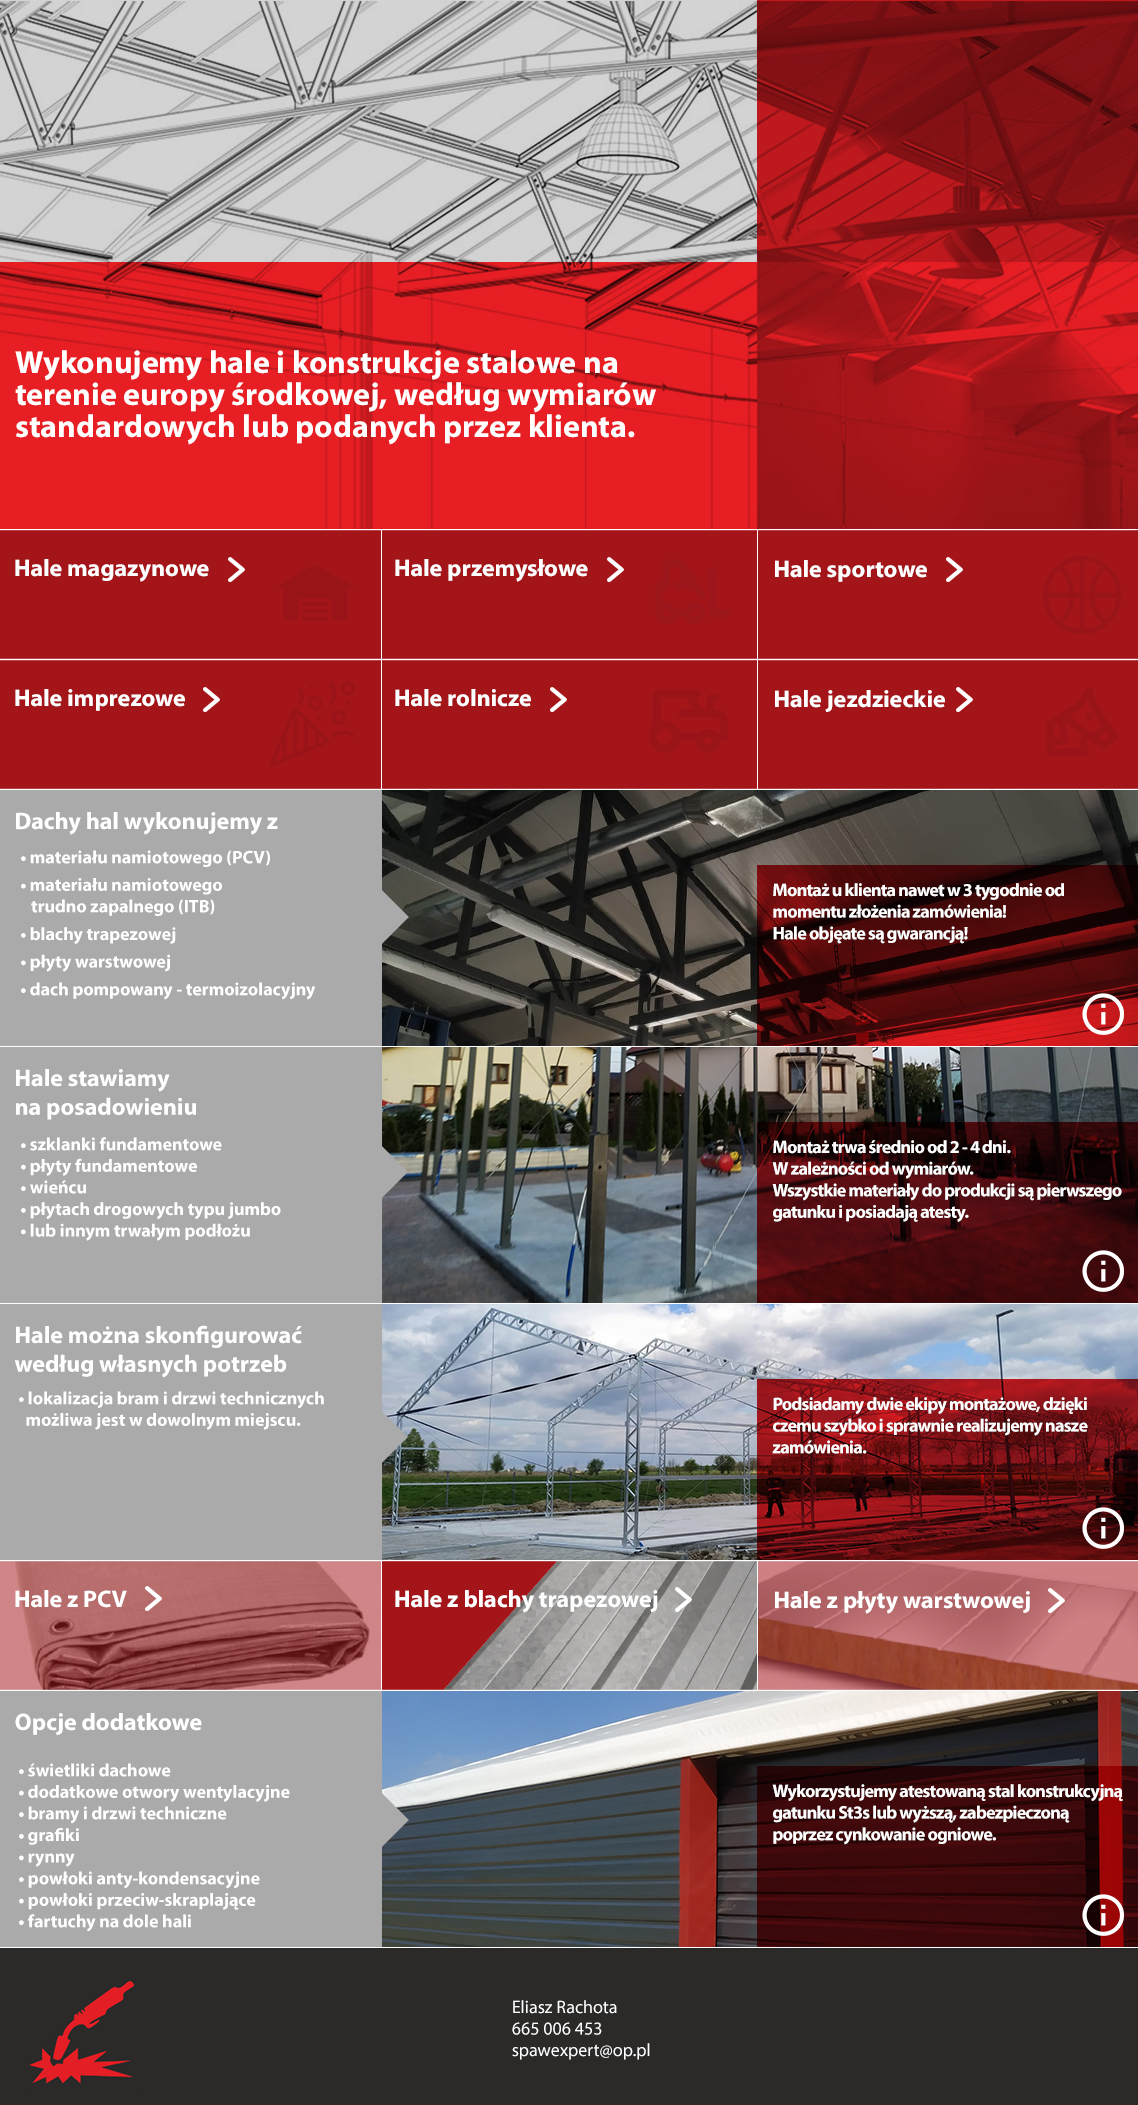 Wykonujemy hale i konstrukcje stalowe na
terenie europy środkowej, według wymiarów
standardowych lub podanych przez klienta.
Hale magazynowe
Hale przemysłowe
Hale sportowe
Hale imprezowe
Hale rolnicze
Hale jezdzieckie
Dachy hal wykonujemy z
• materiału namiotowego (PCV)
• materiału namiotowego
trudno zapalnego (ITB)
• blachy trapezowej
• płyty warstwowej
• dach pompowany - termoizolacyjny
Montaż u klienta nawet w 3 tygodnie od
momentu złożenia zamówienia!
Hale objęate są gwarancją!
Hale stawiamy
na posadowieniu
• szklanki fundamentowe
• płyty fundamentowe
• wieńcu
• płytach drogowych typu jumbo
• lub innym trwałym podłożu
Montaż trwa średnio od 2 - 4 dni.
W zależności od wymiarów.
Wszystkie materiały do produkcji są pierwszego
gatunku i posiadają atesty.
Hale można skonfigurować
według własnych potrzeb
• lokalizacja bram i drzwi technicznych
możliwa jest w dowolnym miejscu.
Podsiadamy dwie ekipy montażowe, dzięki
czemu szybko i sprawnie realizujemy nasze
zamówienia.
Hale z PCV
Hale z blachy trapezowej
Hale z płyty warstwowej
Opcje dodatkowe
• świetliki dachowe
• dodatkowe otwory wentylacyjne
• bramy i drzwi techniczne
• grafiki
• rynny
• powłoki anty-kondensacyjne
• powłoki przeciw-skraplające
• fartuchy na dole hali
Wykorzystujemy atestowaną stal konstrukcyjną
gatunku St3s lub wyższą, zabezpieczoną
poprzez cynkowanie ogniowe.
Eliasz Rachota
665 006 453
spawexpert@op.pl